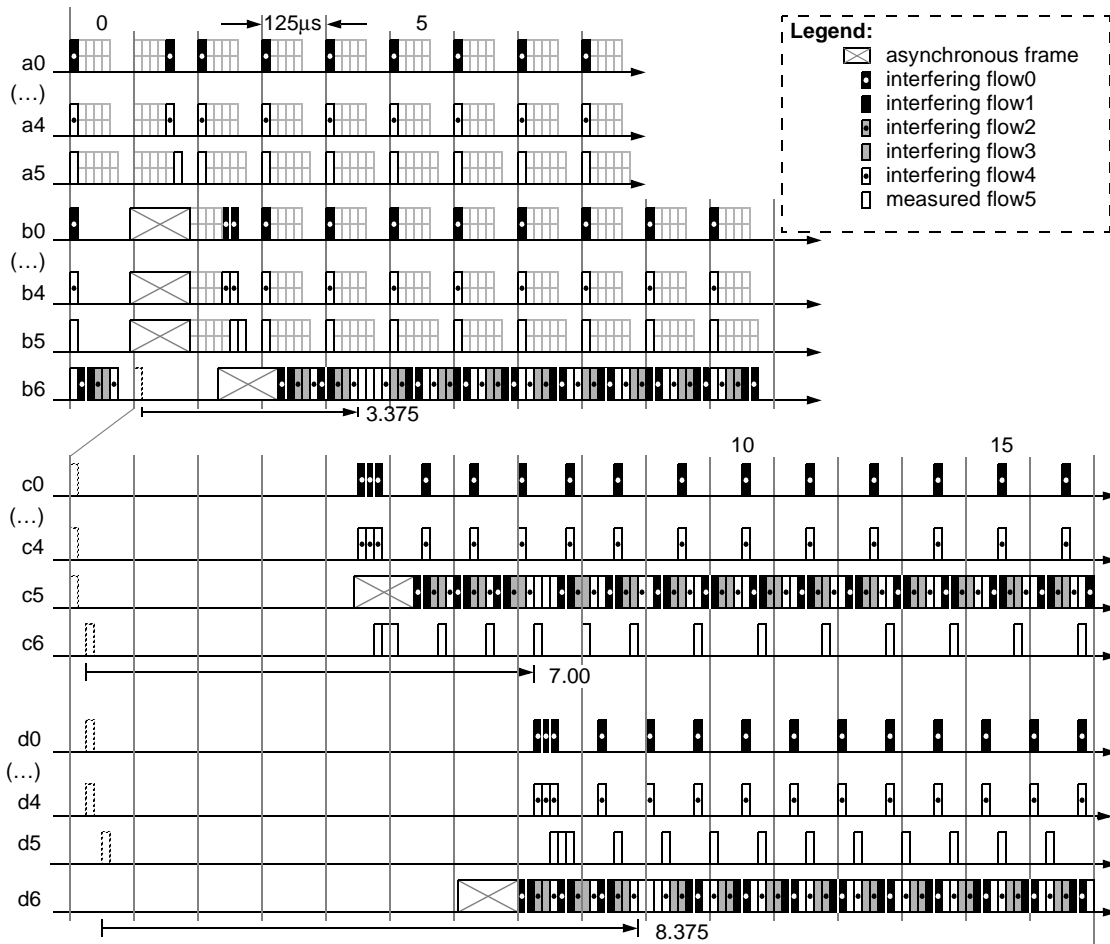 0
125μs
5
a0
(...)
a4
a5
b0
(...)
b4
b5
b6
3.375
Legend:
asynchronous frame
interfering flow0
interfering flow1
interfering flow2
interfering flow3
interfering flow4
measured flow5
10
15
c0
(...)
c4
c5
c6
7.00
d0
(...)
d4
d5
d6
8.375